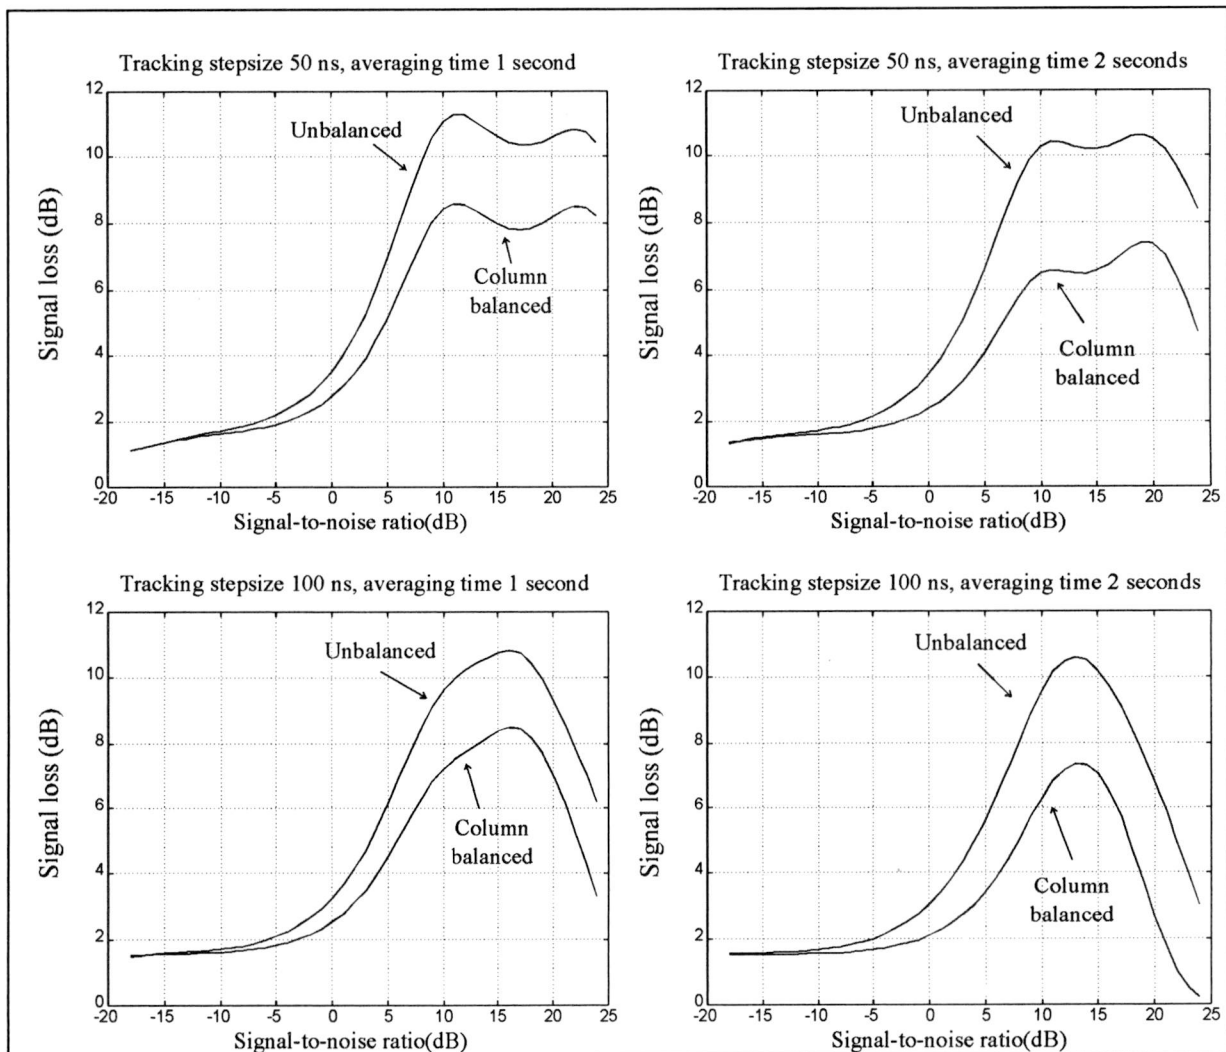 Tracking stepsize 50 ns, averaging time 1 second
12
10
8
6
4
2
0
Signal loss (dB)
Unbalanced
Column
balanced
-20 -15 -10 -5 0 5 10 15 20 25
Signal-to-noise ratio(dB)
Tracking stepsize 50 ns, averaging time 2 seconds
12
10
8
6
4
2
0
Signal loss (dB)
Unbalanced
Column
balanced
-20 -15 -10 -5 0 5 10 15 20 25
Signal-to-noise ratio(dB)
Tracking stepsize 100 ns, averaging time 1 second
12
10
8
6
4
2
0
Signal loss (dB)
Unbalanced
Column
balanced
-20 -15 -10 -5 0 5 10 15 20 25
Signal-to-noise ratio(dB)
Tracking stepsize 100 ns, averaging time 2 seconds
12
10
8
6
4
2
0
Signal loss (dB)
Unbalanced
Column
balanced
-20 -15 -10 -5 0 5 10 15 20 25
Signal-to-noise ratio(dB)